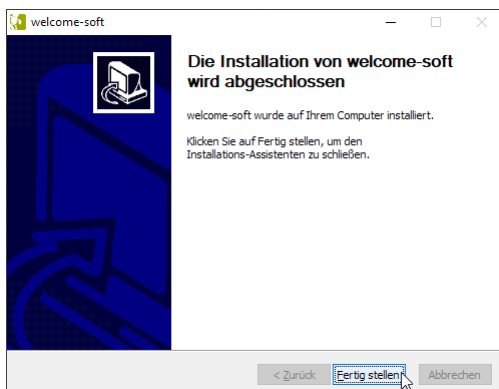 welcome-soft
Die Installation von welcome-soft
wird abgeschlossen
welcome-soft wurde auf Ihrem Computer installiert.
Klicken Sie auf Fertig stellen, um den
Installations-Assistenten zu schließen.
< Zurück Fertig stellen Abbrechen